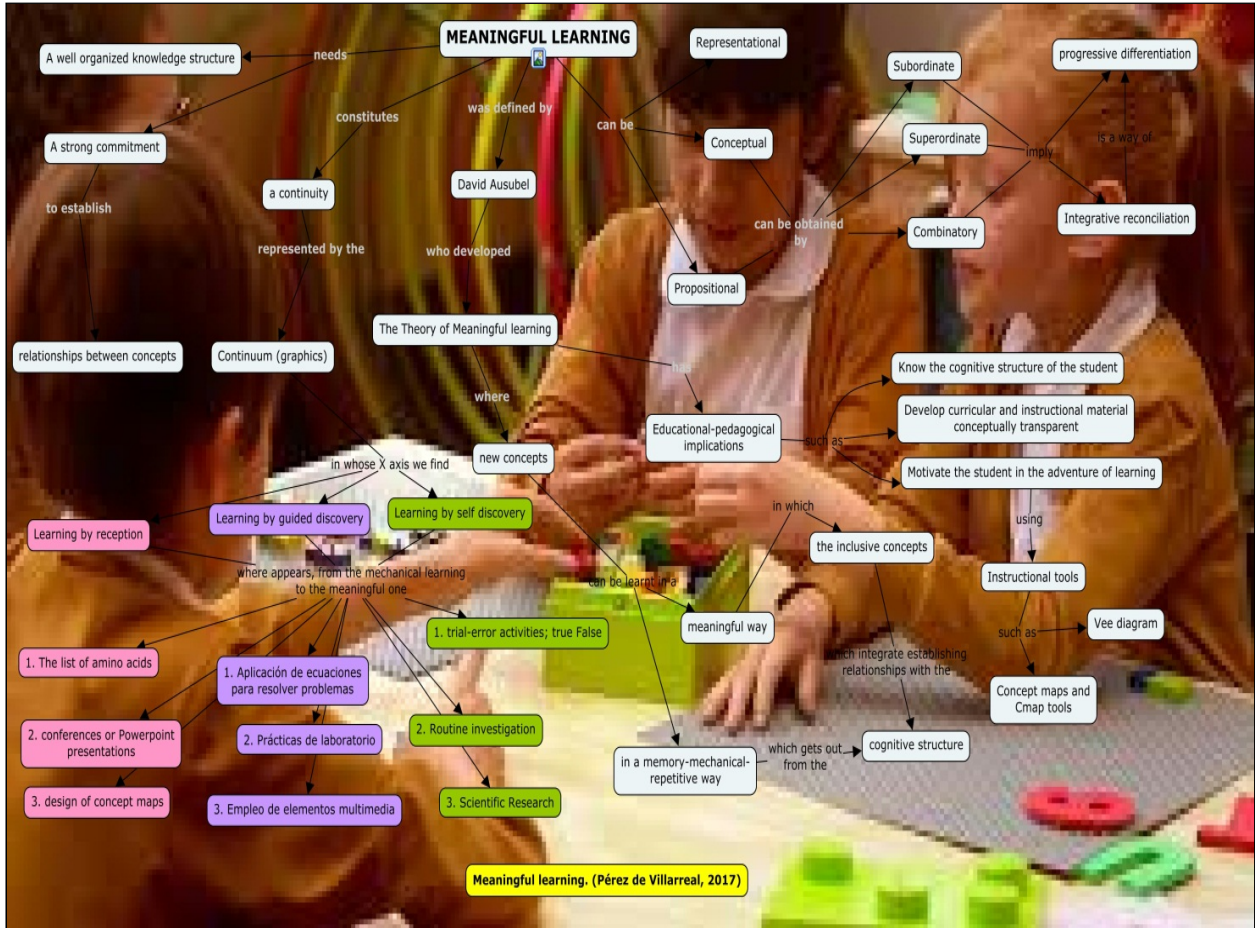 MEANINGFUL LEARNING
needs
A well organized knowledge structure
A strong commitment
to establish
relationships between concepts
constitutes
a continuity
represented by the
Continuum (graphics)
in whose X axis we find
Learning by reception
Learning by guided discovery
Learning by self discovery
where appears, from the mechanical learning
to the meaningful one
1. The list of amino acids
2. conferences or Powerpoint
presentations
3. design of concept maps
1. Aplicación de ecuaciones
para resolver problemas
2. Prácticas de laboratorio
3. Empleo de elementos multimedia
1. trial-error activities; true False
2. Routine investigation
3. Scientific Research
was defined by
David Ausubel
who developed
The Theory of Meaningful learning
where
new concepts
can be learnt in a
meaningful way
in which
the inclusive concepts
which integrate establishing
relationships with the
cognitive structure
in a memory-mechanical-
repetitive way
which gets out
from the
has
Educational-pedagogical
implications
such as
Know the cognitive structure of the student
Develop curricular and instructional material
conceptually transparent
Motivate the student in the adventure of learning
using
Instructional tools
such as
Vee diagram
Concept maps and
Cmap tools
can be
Representational
Conceptual
Propositional
can be obtained
by
Subordinate
Superordinate
Combinatory
imply
progressive differentiation
is a way of
Integrative reconciliation
Meaningful learning. (Pérez de Villarreal, 2017)